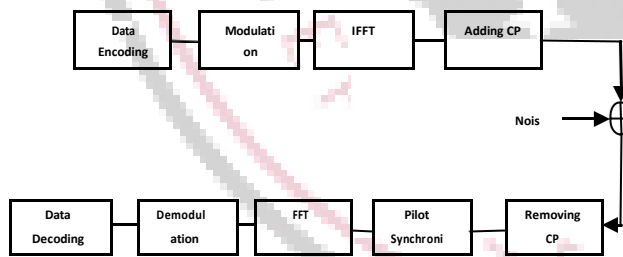 Data
Encoding
Modulati
on
IFFT
Adding CP
Nois
Data
Decoding
Demodul
ation
FFT
Pilot
Synchroni
Removing
CP